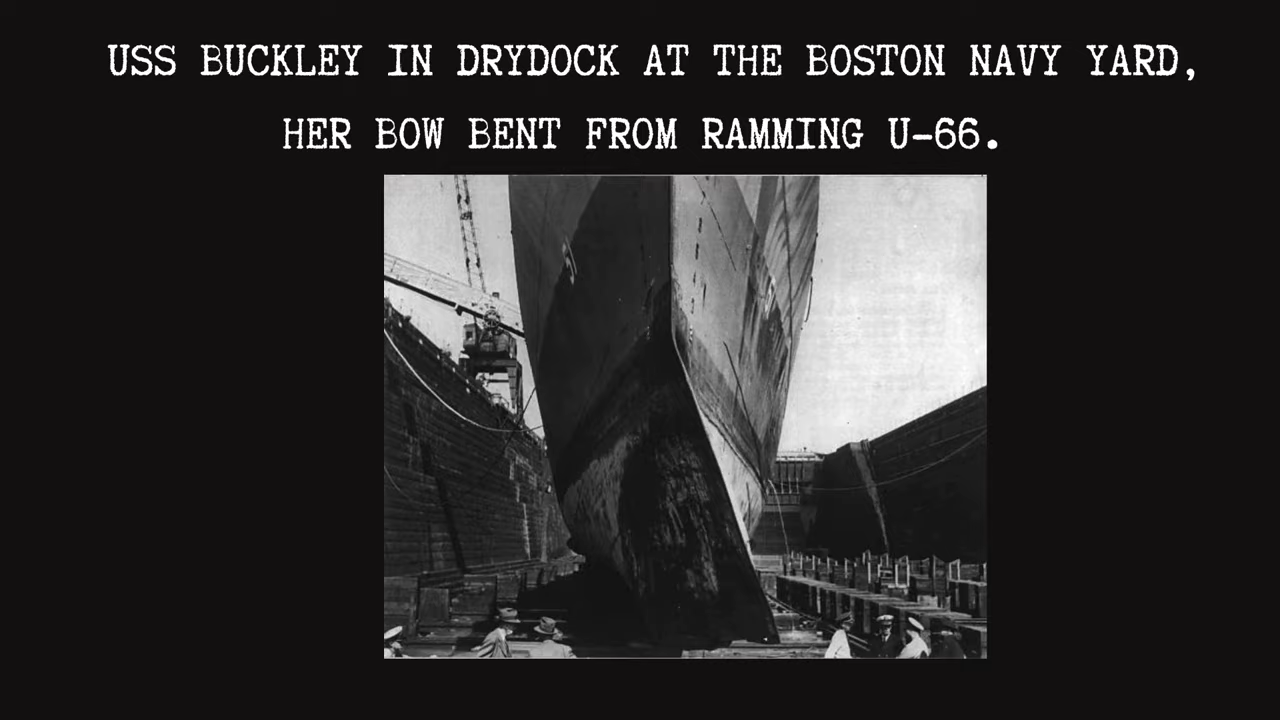 USS BUCKLEY IN DRYDOCK AT THE BOSTON NAVY YARD,
HER BOW BENT FROM RAMMING U-66.